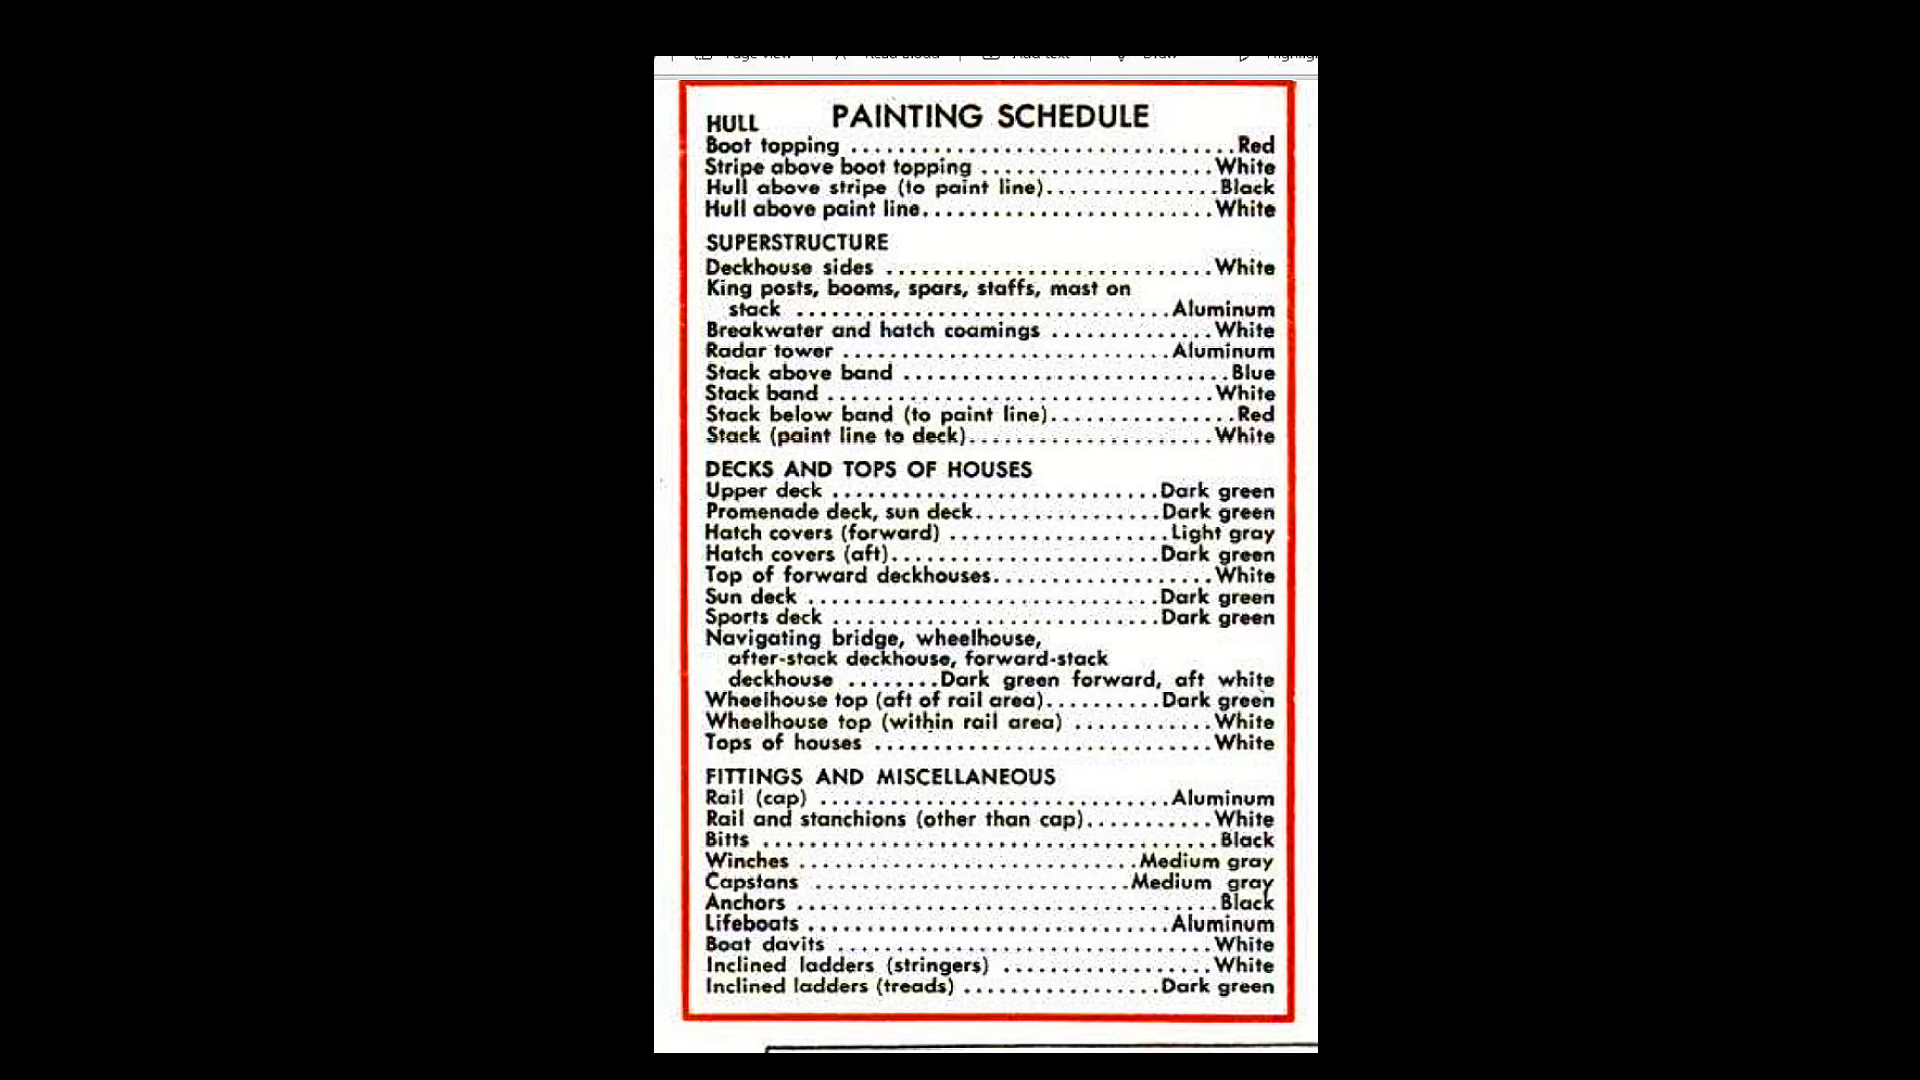 PAINTING SCHEDULE
HULL
Boot topping ................................. Red
Stripe above boot topping .................... White
Hull above stripe (to paint line)............... Black
Hull above paint line......................... White
SUPERSTRUCTURE
Deckhouse sides ............................ White
King posts, booms, spars, staffs, mast on
stack ................................ Aluminum
Breakwater and hatch coamings .............. White
Radar tower ............................ Aluminum
Stack above band ............................ Blue
Stack band ................................. White
Stack below band (to paint line)................ Red
Stack (paint line to deck)..................... White
DECKS AND TOPS OF HOUSES
Upper deck ............................ Dark green
Promenade deck, sun deck................ Dark green
Hatch covers (forward) ................... Light gray
Hatch covers (aft)....................... Dark green
Top of forward deckhouses................... White
Sun deck .............................. Dark green
Sports deck ............................ Dark green
Navigating bridge, wheelhouse,
after-stack deckhouse, forward-stack
deckhouse ........Dark green forward, aft white
Wheelhouse top (aft of rail area).......... Dark green
Wheelhouse top (within rail area) ............ White
Tops of houses ............................. White
FITTINGS AND MISCELLANEOUS
Rail (cap) .............................. Aluminum
Rail and stanchions (other than cap)........... White
Bitts ....................................... Black
Winches ............................. Medium gray
Capstans ........................... Medium gray
Anchors .................................... Black
Lifeboats ............................... Aluminum
Boat davits ................................ White
Inclined ladders (stringers) .................. White
Inclined ladders (treads) ................. Dark green